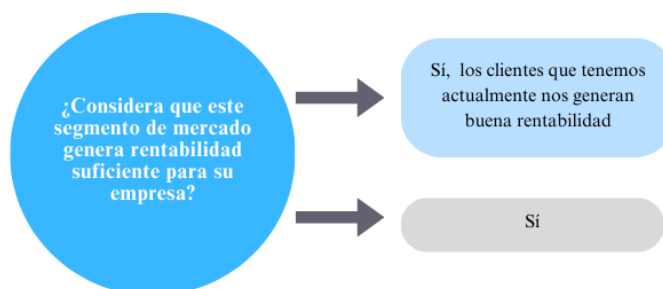 ¿Considera que este
segmento de mercado
genera rentabilidad
suficiente para su
empresa?
Sí, los clientes que tenemos
actualmente nos generan
buena rentabilidad
Sí